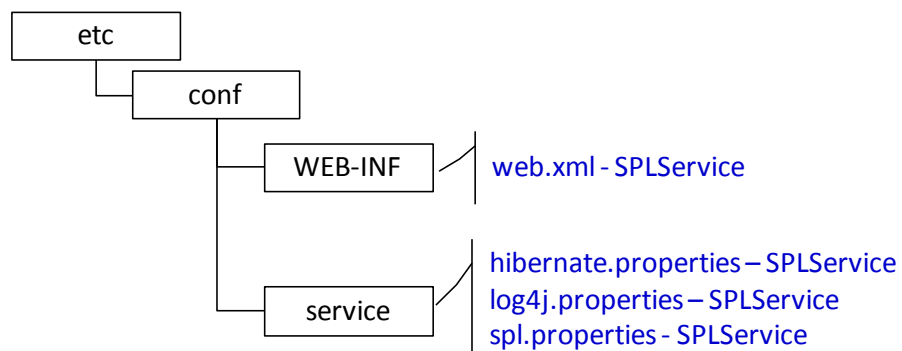 etc
conf
WEB-INF
web.xml - SPLService
hibernate.properties – SPLService
log4j.properties – SPLService
spl.properties - SPLService
service